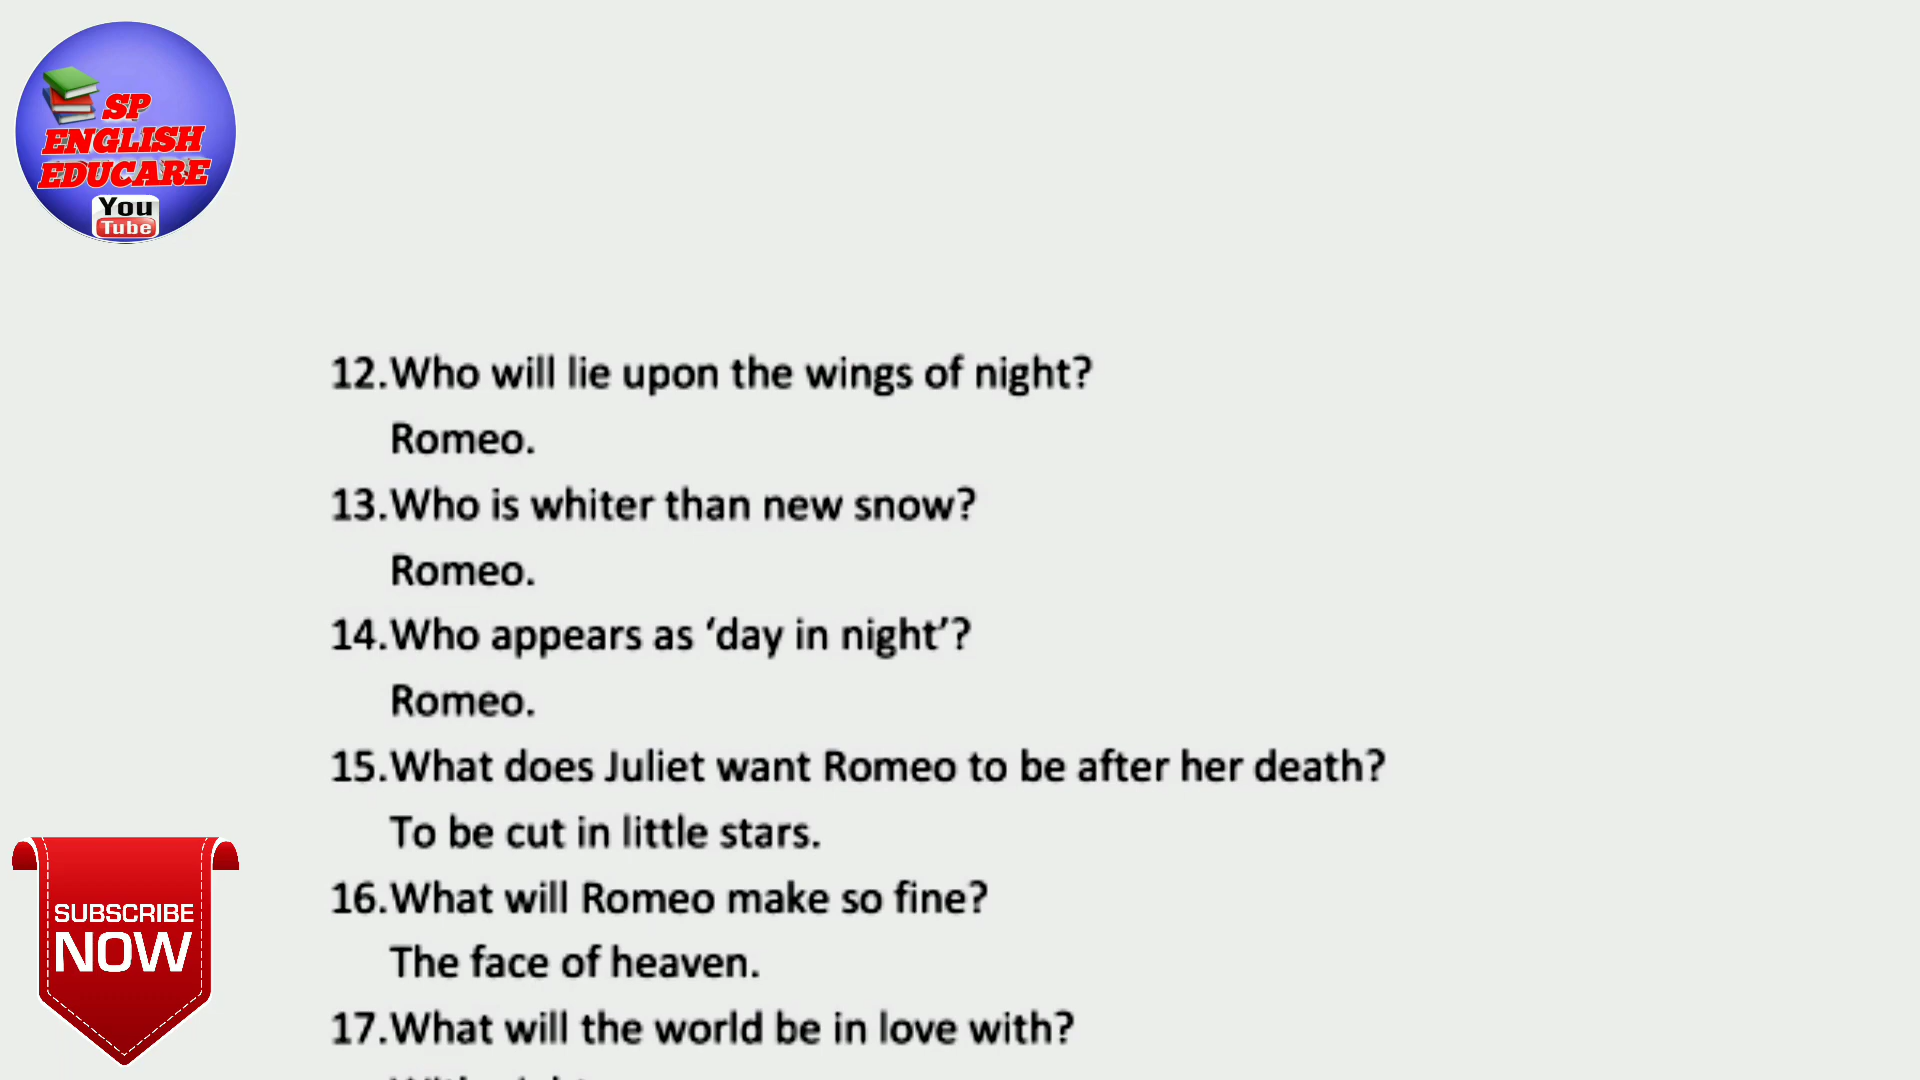 SP
ENGLISH
EDUCARE
You
Tube
12.Who will lie upon the wings of night?
Romeo.
13.Who is whiter than new snow?
Romeo.
14.Who appears as ‘day in night’?
Romeo.
15.What does Juliet want Romeo to be after her death?
To be cut in little stars.
16.What will Romeo make so fine?
The face of heaven.
17.What will the world be in love with?
SUBSCRIBE
NOW